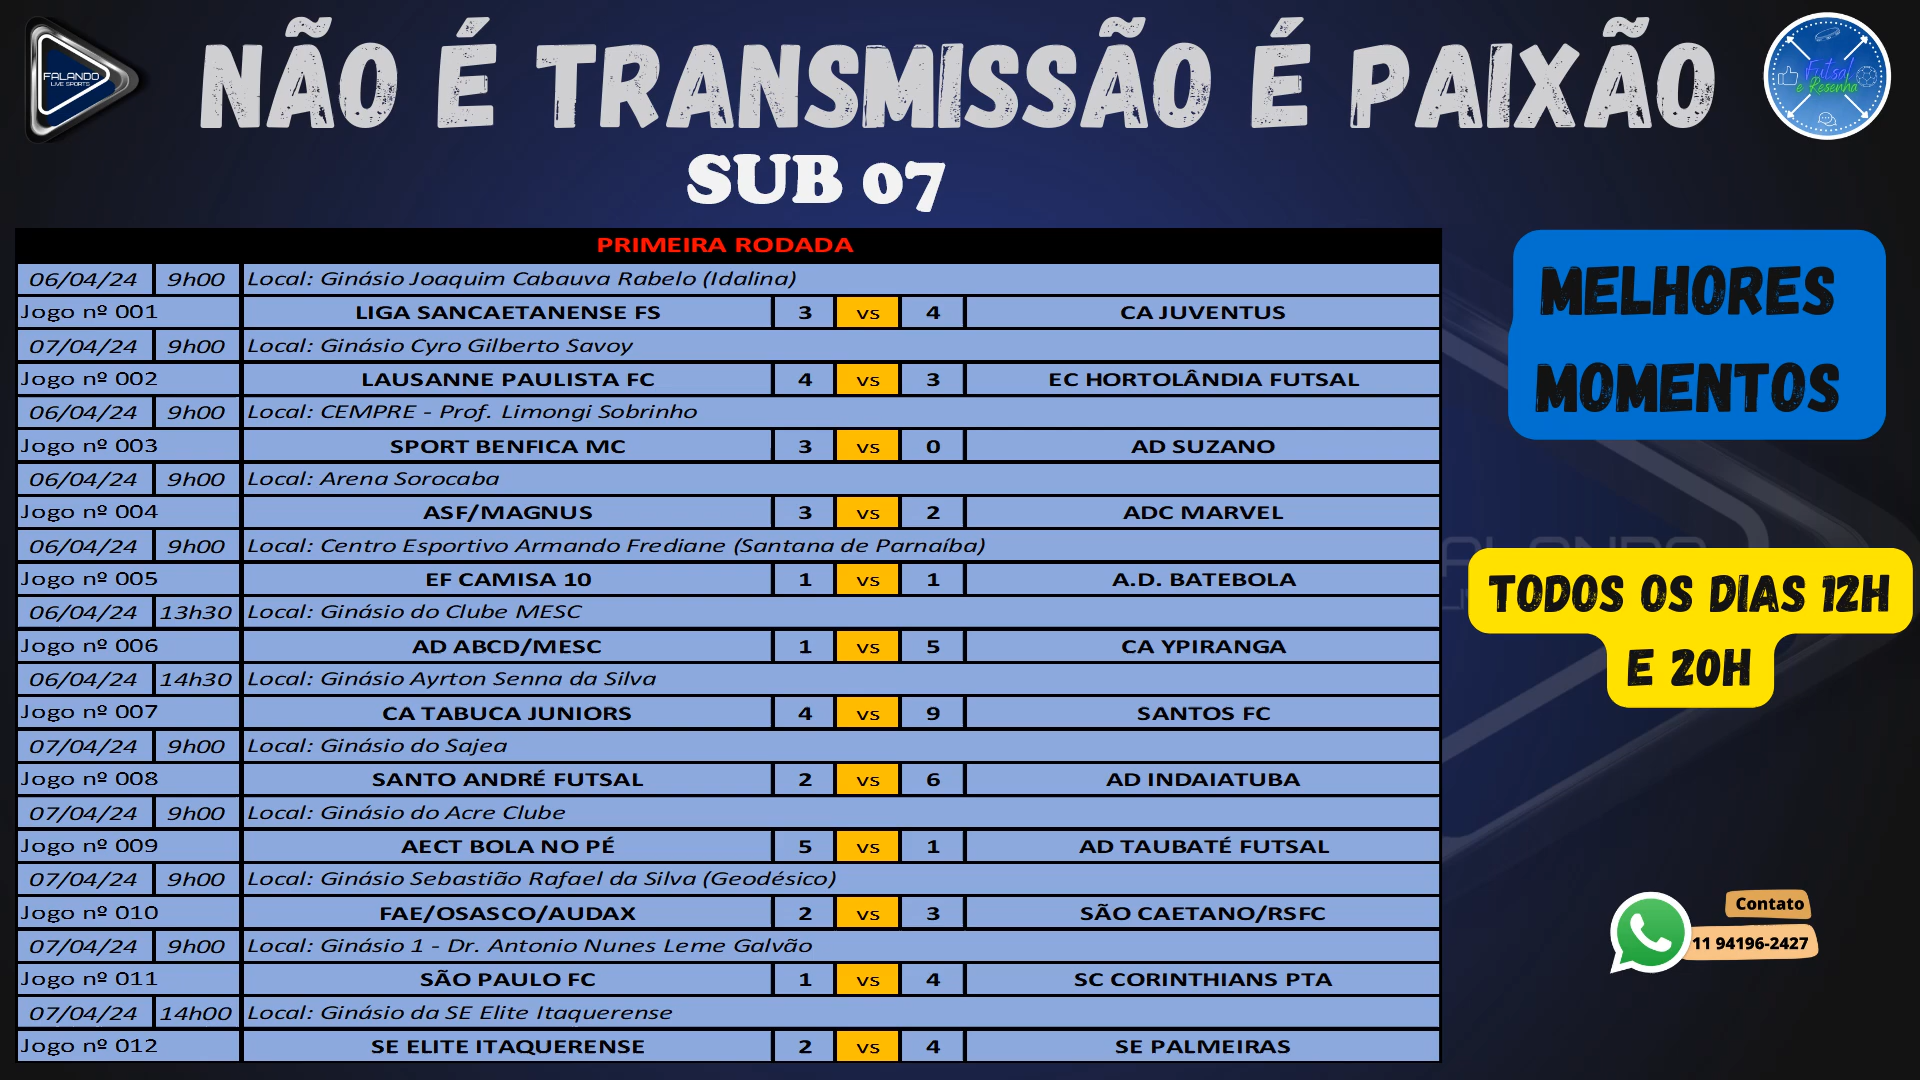 FALANDO
LIVE SPORTS
NÃO É TRANSMISSÃO É PAIXÃO
Futsal
e Resenha
SUB 07
PRIMEIRA RODADA
06/04/24 9h00 Local: Ginásio Joaquim Cabauva Rabelo (Idalina)
Jogo nº 001 LIGA SANCAETANENSE FS 3 vs 4 CA JUVENTUS
07/04/24 9h00 Local: Ginásio Cyro Gilberto Savoy
Jogo nº 002 LAUSANNE PAULISTA FC 4 vs 3 EC HORTOLÂNDIA FUTSAL
06/04/24 9h00 Local: CEMPRE - Prof. Limongi Sobrinho
Jogo nº 003 SPORT BENFICA MC 3 vs 0 AD SUZANO
06/04/24 9h00 Local: Arena Sorocaba
Jogo nº 004 ASF/MAGNUS 3 vs 2 ADC MARVEL
06/04/24 9h00 Local: Centro Esportivo Armando Frediane (Santana de Parnaíba)
Jogo nº 005 EF CAMISA 10 1 vs 1 A.D. BATEBOLA
06/04/24 13h30 Local: Ginásio do Clube MESC
Jogo nº 006 AD ABCD/MESC 1 vs 5 CA YPIRANGA
06/04/24 14h30 Local: Ginásio Ayrton Senna da Silva
Jogo nº 007 CA TABUCA JUNIORS 4 vs 9 SANTOS FC
07/04/24 9h00 Local: Ginásio do Sajea
Jogo nº 008 SANTO ANDRÉ FUTSAL 2 vs 6 AD INDAIATUBA
07/04/24 9h00 Local: Ginásio do Acre Clube
Jogo nº 009 AECT BOLA NO PÉ 5 vs 1 AD TAUBATÉ FUTSAL
07/04/24 9h00 Local: Ginásio Sebastião Rafael da Silva (Geodésico)
Jogo nº 010 FAE/OSASCO/AUDAX 2 vs 3 SÃO CAETANO/RSFC
07/04/24 9h00 Local: Ginásio 1 - Dr. Antonio Nunes Leme Galvão
Jogo nº 011 SÃO PAULO FC 1 vs 4 SC CORINTHIANS PTA
07/04/24 14h00 Local: Ginásio da SE Elite Itaquerense
Jogo nº 012 SE ELITE ITAQUERENSE 2 vs 4 SE PALMEIRAS
MELHORES
MOMENTOS
TODOS OS DIAS 12H
E 20H
Contato
11 94196-2427